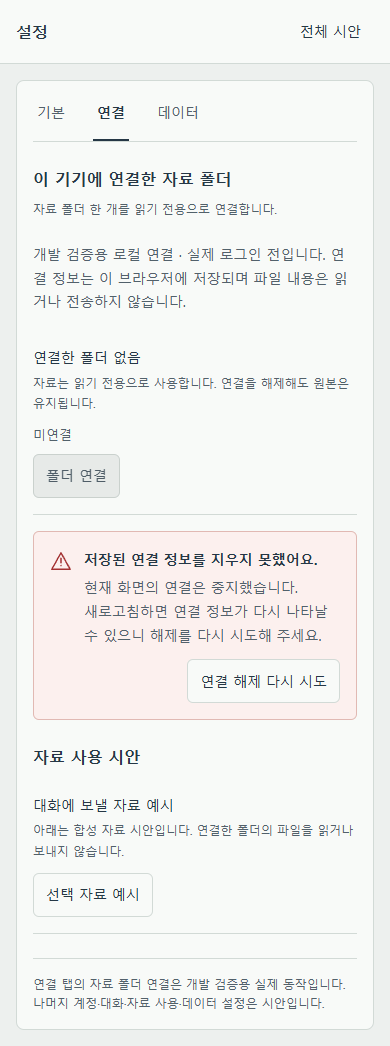 설정
전체 시안
기본
연결
데이터
이 기기에 연결한 자료 폴더
자료 폴더 한 개를 읽기 전용으로 연결합니다.
개발 검증용 로컬 연결 · 실제 로그인 전입니다. 연
결 정보는 이 브라우저에 저장되며 파일 내용은 읽
거나 전송하지 않습니다.
연결한 폴더 없음
자료는 읽기 전용으로 사용합니다. 연결을 해제해도 원본은
유지됩니다.
미연결
폴더 연결
저장된 연결 정보를 지우지 못했어요.
현재 화면의 연결은 중지했습니다.
새로고침하면 연결 정보가 다시 나타날
수 있으니 해제를 다시 시도해 주세요.
연결 해제 다시 시도
자료 사용 시안
대화에 보낼 자료 예시
아래는 합성 자료 시안입니다. 연결한 폴더의 파일을 읽거나
보내지 않습니다.
선택 자료 예시
연결 탭의 자료 폴더 연결은 개발 검증용 실제 동작입니다.
나머지 계정·대화·자료 사용·데이터 설정은 시안입니다.